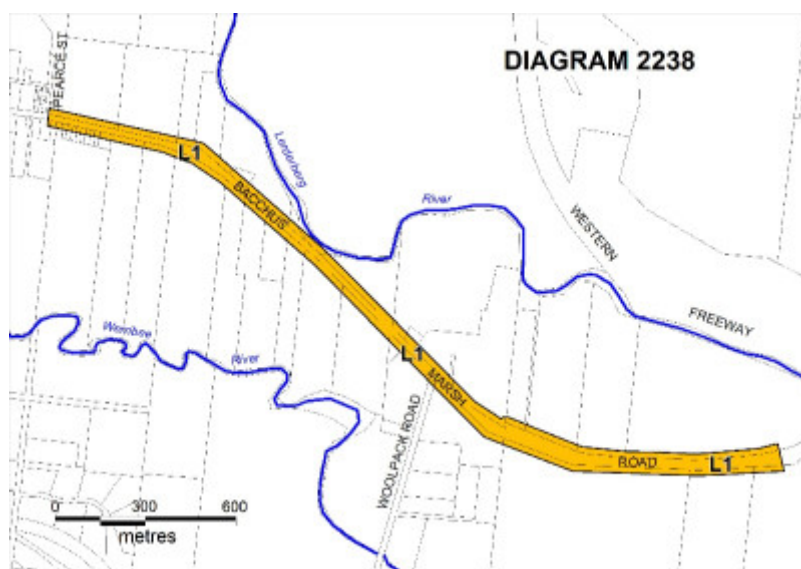 DIAGRAM 2238
PEARCE ST
L1
BACCHUS
Lerderberg
River
WESTERN
FREEWAY
Werribee
River
L1
MARSH
WOOLPACK ROAD
ROAD
L1
0 300 600
metres